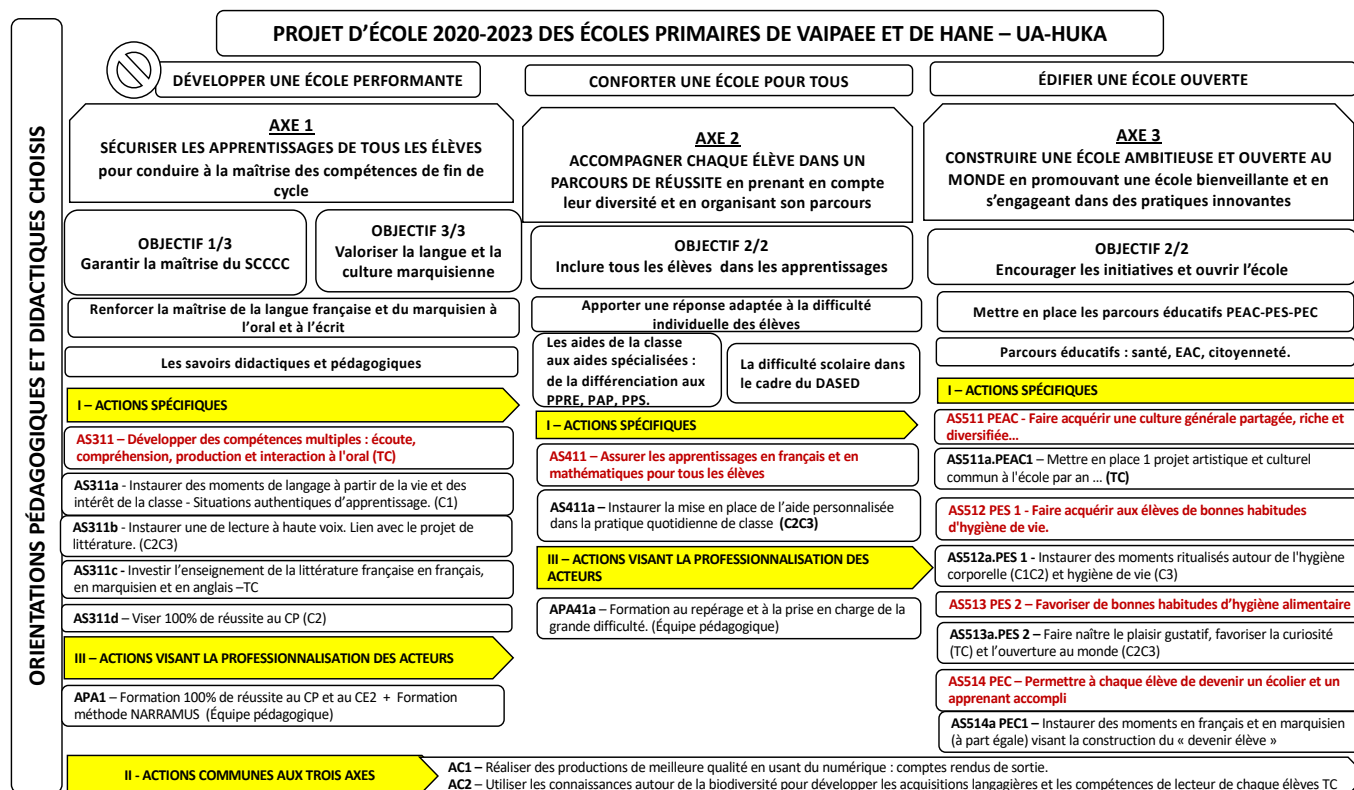 PROJET D'ÉCOLE 2020-2023 DES ÉCOLES PRIMAIRES DE VAIPAEE ET DE HANE – UA-HUKA
ORIENTATIONS PÉDAGOGIQUES ET DIDACTIQUES CHOISIS
DÉVELOPPER UNE ÉCOLE PERFORMANTE
AXE 1
SÉCURISER LES APPRENTISSAGES DE TOUS LES ÉLÈVES
pour conduire à la maîtrise des compétences de fin de
cycle
OBJECTIF 1/3
Garantir la maîtrise du SCCCC
OBJECTIF 3/3
Valoriser la langue et la
culture marquisienne
Renforcer la maîtrise de la langue française et du marquisien à
l'oral et à l'écrit
Les savoirs didactiques et pédagogiques
I – ACTIONS SPÉCIFIQUES
AS311 – Développer des compétences multiples : écoute,
compréhension, production et interaction à l'oral (TC)
AS311a - Instaurer des moments de langage à partir de la vie et des
intérêt de la classe - Situations authentiques d'apprentissage. (C1)
AS311b - Instaurer une de lecture à haute voix. Lien avec le projet de
littérature. (C2C3)
AS311c - Investir l'enseignement de la littérature française en français,
en marquisien et en anglais –TC
AS311d – Viser 100% de réussite au CP (C2)
III – ACTIONS VISANT LA PROFESSIONNALISATION DES ACTEURS
APA1 – Formation 100% de réussite au CP et au CE2 + Formation
méthode NARRAMUS (Équipe pédagogique)
CONFORTER UNE ÉCOLE POUR TOUS
AXE 2
ACCOMPAGNER CHAQUE ÉLÈVE DANS UN
PARCOURS DE RÉUSSITE en prenant en compte
leur diversité et en organisant son parcours
OBJECTIF 2/2
Inclure tous les élèves dans les apprentissages
Apporter une réponse adaptée à la difficulté
individuelle des élèves
Les aides de la classe
aux aides spécialisées :
de la différenciation aux
PPRE, PAP, PPS.
La difficulté scolaire dans
le cadre du DASED
I – ACTIONS SPÉCIFIQUES
AS411 – Assurer les apprentissages en français et en
mathématiques pour tous les élèves
AS411a – Instaurer la mise en place de l'aide personnalisée
dans la pratique quotidienne de classe (C2C3)
III – ACTIONS VISANT LA PROFESSIONNALISATION DES
ACTEURS
APA41a – Formation au repérage et à la prise en charge de la
grande difficulté. (Équipe pédagogique)
ÉDIFIER UNE ÉCOLE OUVERTE
AXE 3
CONSTRUIRE UNE ÉCOLE AMBITIEUSE ET OUVERTE AU
MONDE en promouvant une école bienveillante et en
s'engageant dans des pratiques innovantes
OBJECTIF 2/2
Encourager les initiatives et ouvrir l'école
Mettre en place les parcours éducatifs PEAC-PES-PEC
Parcours éducatifs : santé, EAC, citoyenneté.
I – ACTIONS SPÉCIFIQUES
AS511 PEAC - Faire acquérir une culture générale partagée, riche et
diversifiée…
AS511a.PEAC1 – Mettre en place 1 projet artistique et culturel
commun à l'école par an … (TC)
AS512 PES 1 - Faire acquérir aux élèves de bonnes habitudes
d'hygiène de vie.
AS512a.PES 1 - Instaurer des moments ritualisés autour de l'hygiène
corporelle (C1C2) et hygiène de vie (C3)
AS513 PES 2 – Favoriser de bonnes habitudes d'hygiène alimentaire
AS513a.PES 2 – Faire naître le plaisir gustatif, favoriser la curiosité
(TC) et l'ouverture au monde (C2C3)
AS514 PEC – Permettre à chaque élève de devenir un écolier et un
apprenant accompli
AS514a PEC1 – Instaurer des moments en français et en marquisien
(à part égale) visant la construction du « devenir élève »
II - ACTIONS COMMUNES AUX TROIS AXES
AC1 – Réaliser des productions de meilleure qualité en usant du numérique : comptes rendus de sortie.
AC2 – Utiliser les connaissances autour de la biodiversité pour développer les acquisitions langagières et les compétences de lecteur de chaque élèves TC